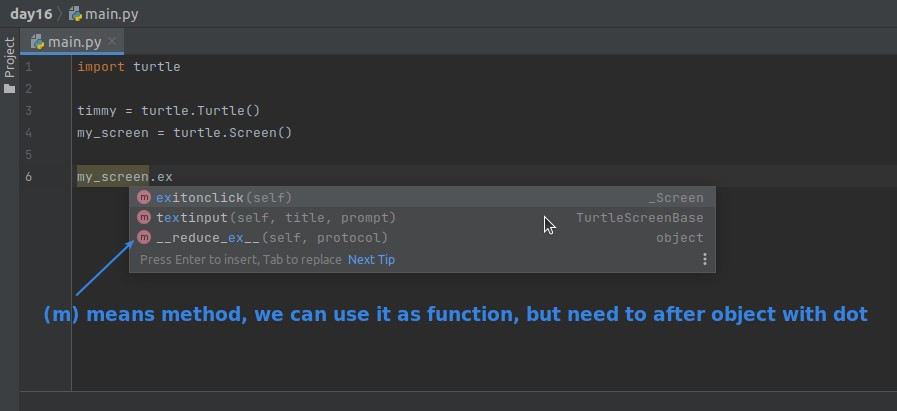 day16 main.py
Project
main.py
1 import turtle
2
3 timmy = turtle.Turtle()
4 my_screen = turtle.Screen()
5
6 my_screen.ex
m exitonclick(self) _Screen
m textinput(self, title, prompt) TurtleScreenBase
m __reduce_ex__(self, protocol) object
Press Enter to insert, Tab to replace Next Tip
(m) means method, we can use it as function, but need to after object with dot